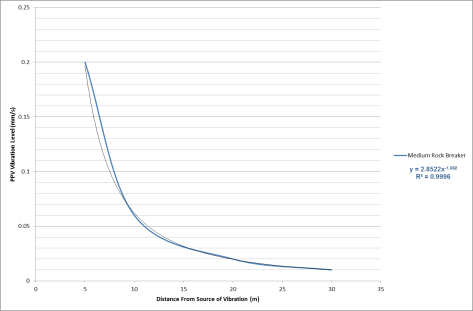 0.25
0.2
0.15
0.1
0.05
0
PPV Vibration Level (mm/s)
0 5 10 15 20 25 30 35
Distance From Source of Vibration (m)
Medium Rock Breaker
y = 2.8522x
R² = 0.9996